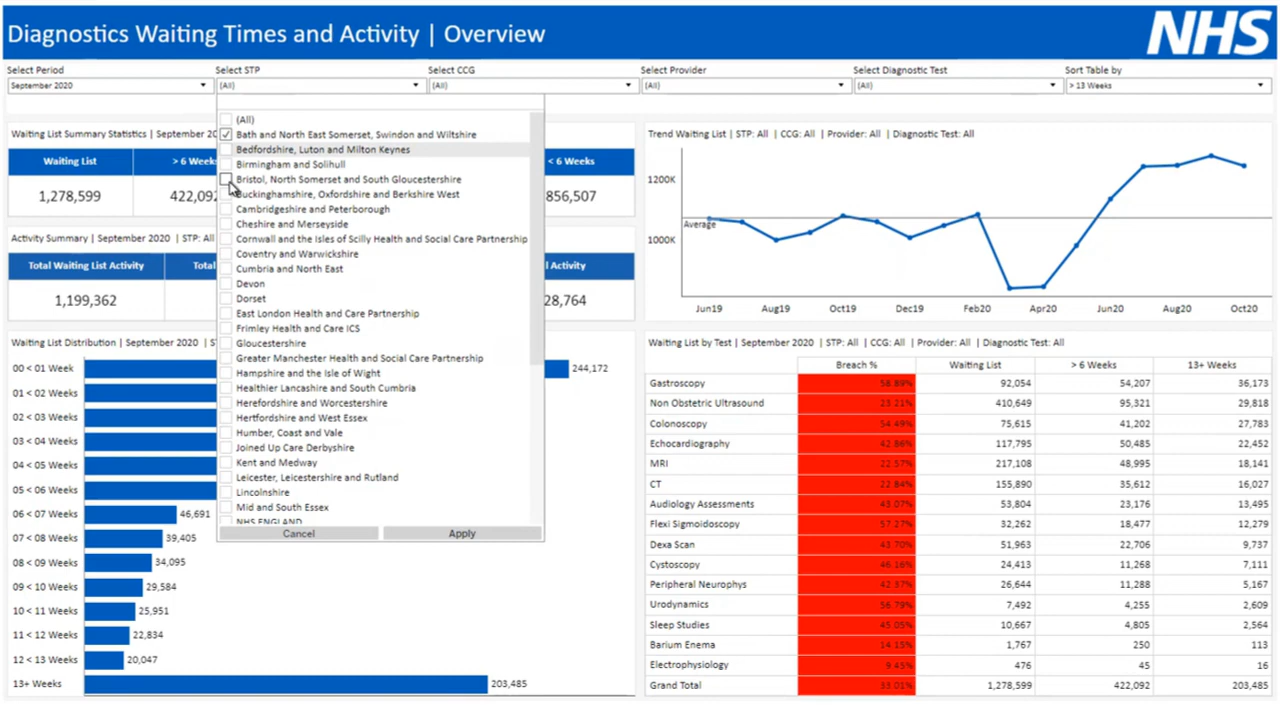 Diagnostics Waiting Times and Activity | Overview
NHS
Select Period
Select STP
Select CCG
Select Provider
Select Diagnostic Test
Sort Table by
September 2020
(All)
(All)
(All)
(All)
> 13 Weeks
(All)
Bath and North East Somerset, Swindon and Wiltshire
Bedfordshire, Luton and Milton Keynes
Birmingham and Solihull
Bristol, North Somerset and South Gloucestershire
Buckinghamshire, Oxfordshire and Berkshire West
Cambridgeshire and Peterborough
Cheshire and Merseyside
Cornwall and the Isles of Scilly Health and Social Care Partnership
Coventry and Warwickshire
Cumbria and North East
Devon
Dorset
East London Health and Care Partnership
Frimley Health and Care ICS
Gloucestershire
Greater Manchester Health and Social Care Partnership
Hampshire and the Isle of Wight
Healthier Lancashire and South Cumbria
Herefordshire and Worcestershire
Hertfordshire and West Essex
Humber, Coast and Vale
Joined Up Care Derbyshire
Kent and Medway
Leicester, Leicestershire and Rutland
Lincolnshire
Mid and South Essex
NHS ENGLAND
Cancel Apply
Waiting List Summary Statistics | September 20
Waiting List > 6 Weeks < 6 Weeks
1,278,599 422,092 856,507
Activity Summary | September 2020 | STP: All
Total Waiting List Activity Total l Activity
1,199,362 28,764
Waiting List Distribution | September 2020 | S
00 < 01 Week 244,172
01 < 02 Weeks
02 < 03 Weeks
03 < 04 Weeks
04 < 05 Weeks
05 < 06 Weeks
06 < 07 Weeks 46,691
07 < 08 Weeks 39,405
08 < 09 Weeks 34,095
09 < 10 Weeks 29,584
10 < 11 Weeks 25,951
11 < 12 Weeks 22,834
12 < 13 Weeks 20,047
13+ Weeks 203,485
Trend Waiting List | STP: All | CCG: All | Provider: All | Diagnostic Test: All
1200K
Average
1000K
Jun19 Aug19 Oct19 Dec19 Feb20 Apr20 Jun20 Aug20 Oct20
Waiting List by Test | September 2020 | STP: All | CCG: All | Provider: All | Diagnostic Test: All
Breach % Waiting List > 6 Weeks 13+ Weeks
Gastroscopy 58.89% 92,054 54,207 36,173
Non Obstetric Ultrasound 23.21% 410,649 95,321 29,818
Colonoscopy 54.49% 75,615 41,202 27,783
Echocardiography 42.86% 117,795 50,485 22,452
MRI 22.57% 217,108 48,995 18,141
CT 22.84% 155,890 35,612 16,027
Audiology Assessments 43.07% 53,804 23,176 13,495
Flexi Sigmoidoscopy 57.27% 32,262 18,477 12,279
Dexa Scan 43.70% 51,963 22,706 9,737
Cystoscopy 46.16% 24,413 11,268 7,111
Peripheral Neurophys 42.37% 26,644 11,288 5,167
Urodynamics 56.79% 7,492 4,255 2,609
Sleep Studies 45.05% 10,667 4,805 2,564
Barium Enema 14.15% 1,767 250 113
Electrophysiology 9.45% 476 45 16
Grand Total 33.01% 1,278,599 422,092 203,485